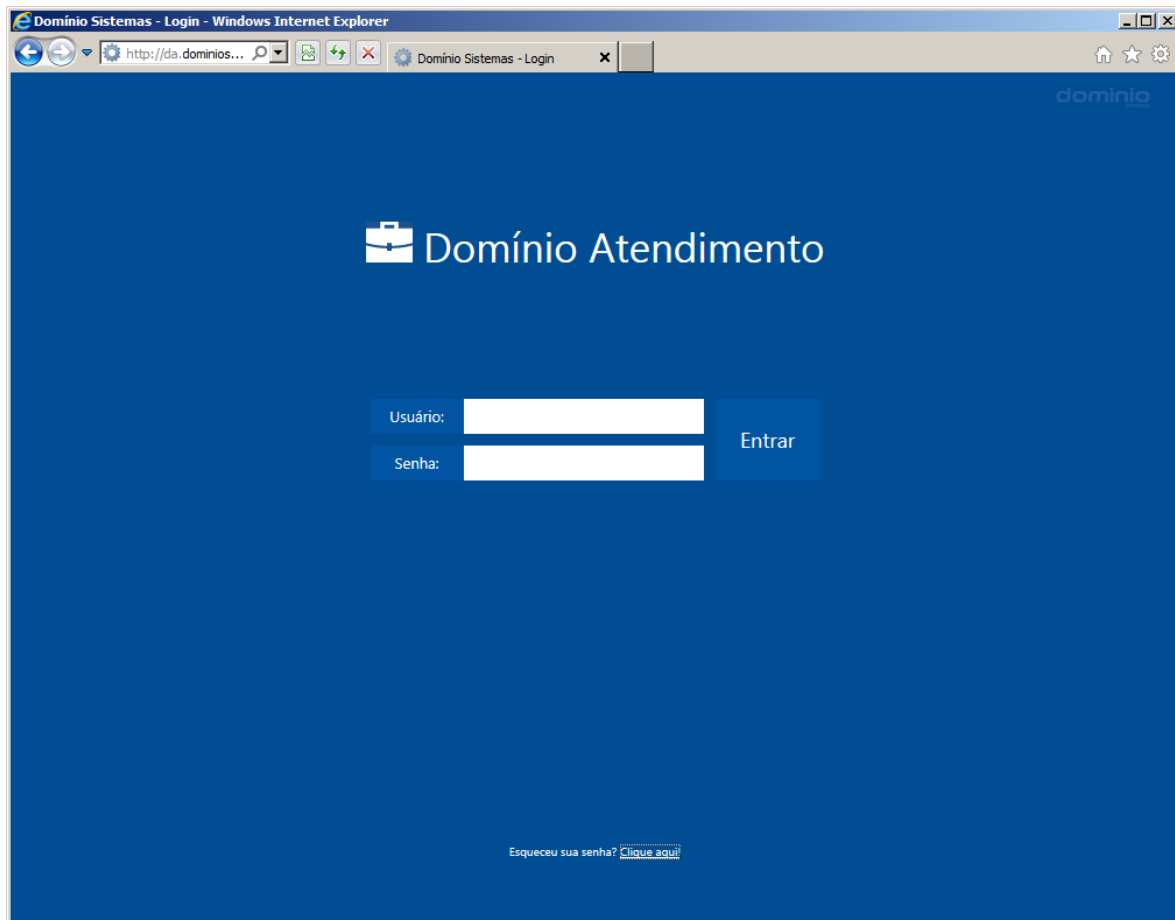 Domínio Sistemas - Login - Windows Internet Explorer
http://da.dominios...
Domínio Sistemas - Login
dominio
Domínio Atendimento
Usuário:
Entrar
Senha:
Esqueceu sua senha? Clique aqui!